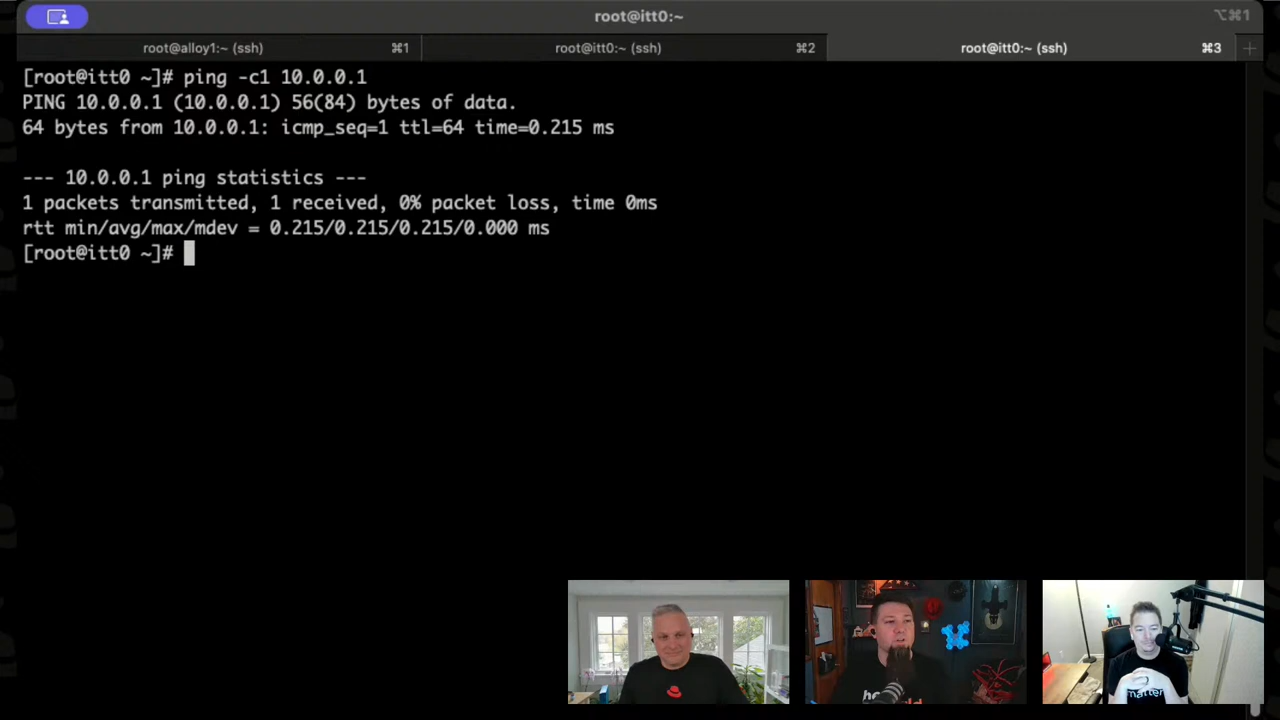 root@itt0:~
⌥⌘1
root@alloy1:~ (ssh) ⌘1
root@itt0:~ (ssh) ⌘2
root@itt0:~ (ssh) ⌘3
[root@itt0 ~]# ping -c1 10.0.0.1
PING 10.0.0.1 (10.0.0.1) 56(84) bytes of data.
64 bytes from 10.0.0.1: icmp_seq=1 ttl=64 time=0.215 ms
--- 10.0.0.1 ping statistics ---
1 packets transmitted, 1 received, 0% packet loss, time 0ms
rtt min/avg/max/mdev = 0.215/0.215/0.215/0.000 ms
[root@itt0 ~]#
matter